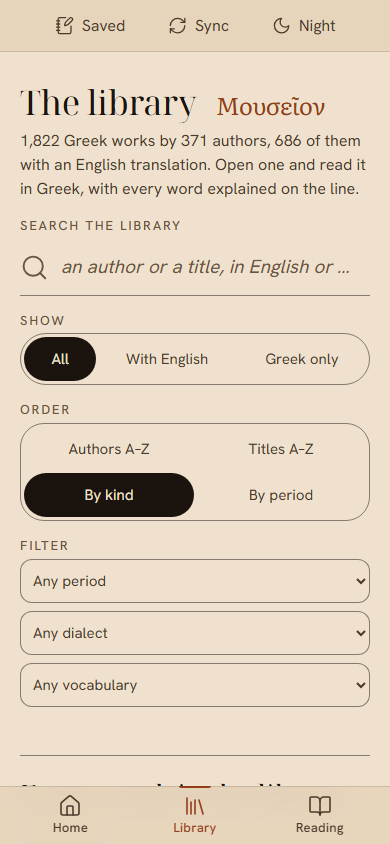 Saved
Sync
Night
The library Μουσεῖον
1,822 Greek works by 371 authors, 686 of them
with an English translation. Open one and read it
in Greek, with every word explained on the line.
SEARCH THE LIBRARY
an author or a title, in English or ...
SHOW
All
With English
Greek only
ORDER
Authors A–Z
Titles A–Z
By kind
By period
FILTER
Any period
Any dialect
Any vocabulary
Home
Library
Reading